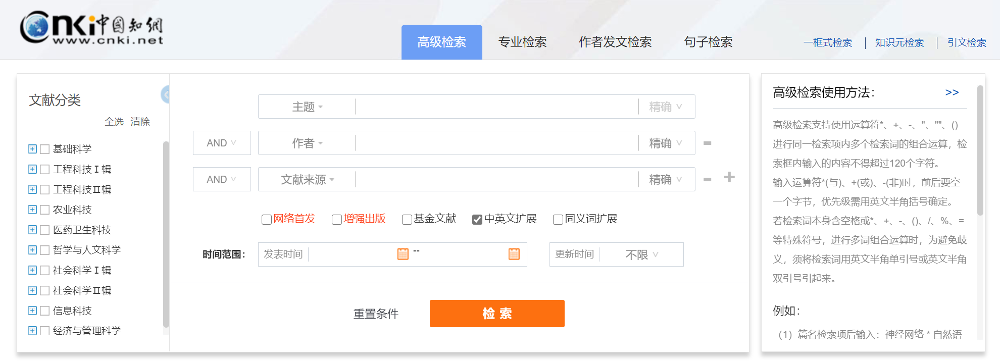 cnki中国知網
www.cnki.net
高级检索 专业检索 作者发文检索 句子检索 一框式检索 | 知识元检索 | 引文检索
文献分类
全选 清除
基础科学
工程科技Ⅰ辑
工程科技Ⅱ辑
农业科技
医药卫生科技
哲学与人文科学
社会科学Ⅰ辑
社会科学Ⅱ辑
信息科技
经济与管理科学
主题 精确
AND 作者 精确 -
AND 文献来源 精确 - +
网络首发 增强出版 基金文献 中英文扩展 同义词扩展
时间范围： 发表时间 -- 更新时间 不限
重置条件 检 索
高级检索使用方法： >>
高级检索支持使用运算符*、+、-、''、""、()
进行同一检索项内多个检索词的组合运算，检
索框内输入的内容不得超过120个字符。
输入运算符*(与)、+(或)、-(非)时，前后要空
一个字节，优先级需用英文半角括号确定。
若检索词本身含空格或*、+、-、()、/、%、=
等特殊符号，进行多词组合运算时，为避免歧
义，须将检索词用英文半角单引号或英文半角
双引号引起来。
例如：
（1）篇名检索项后输入：神经网络 * 自然语